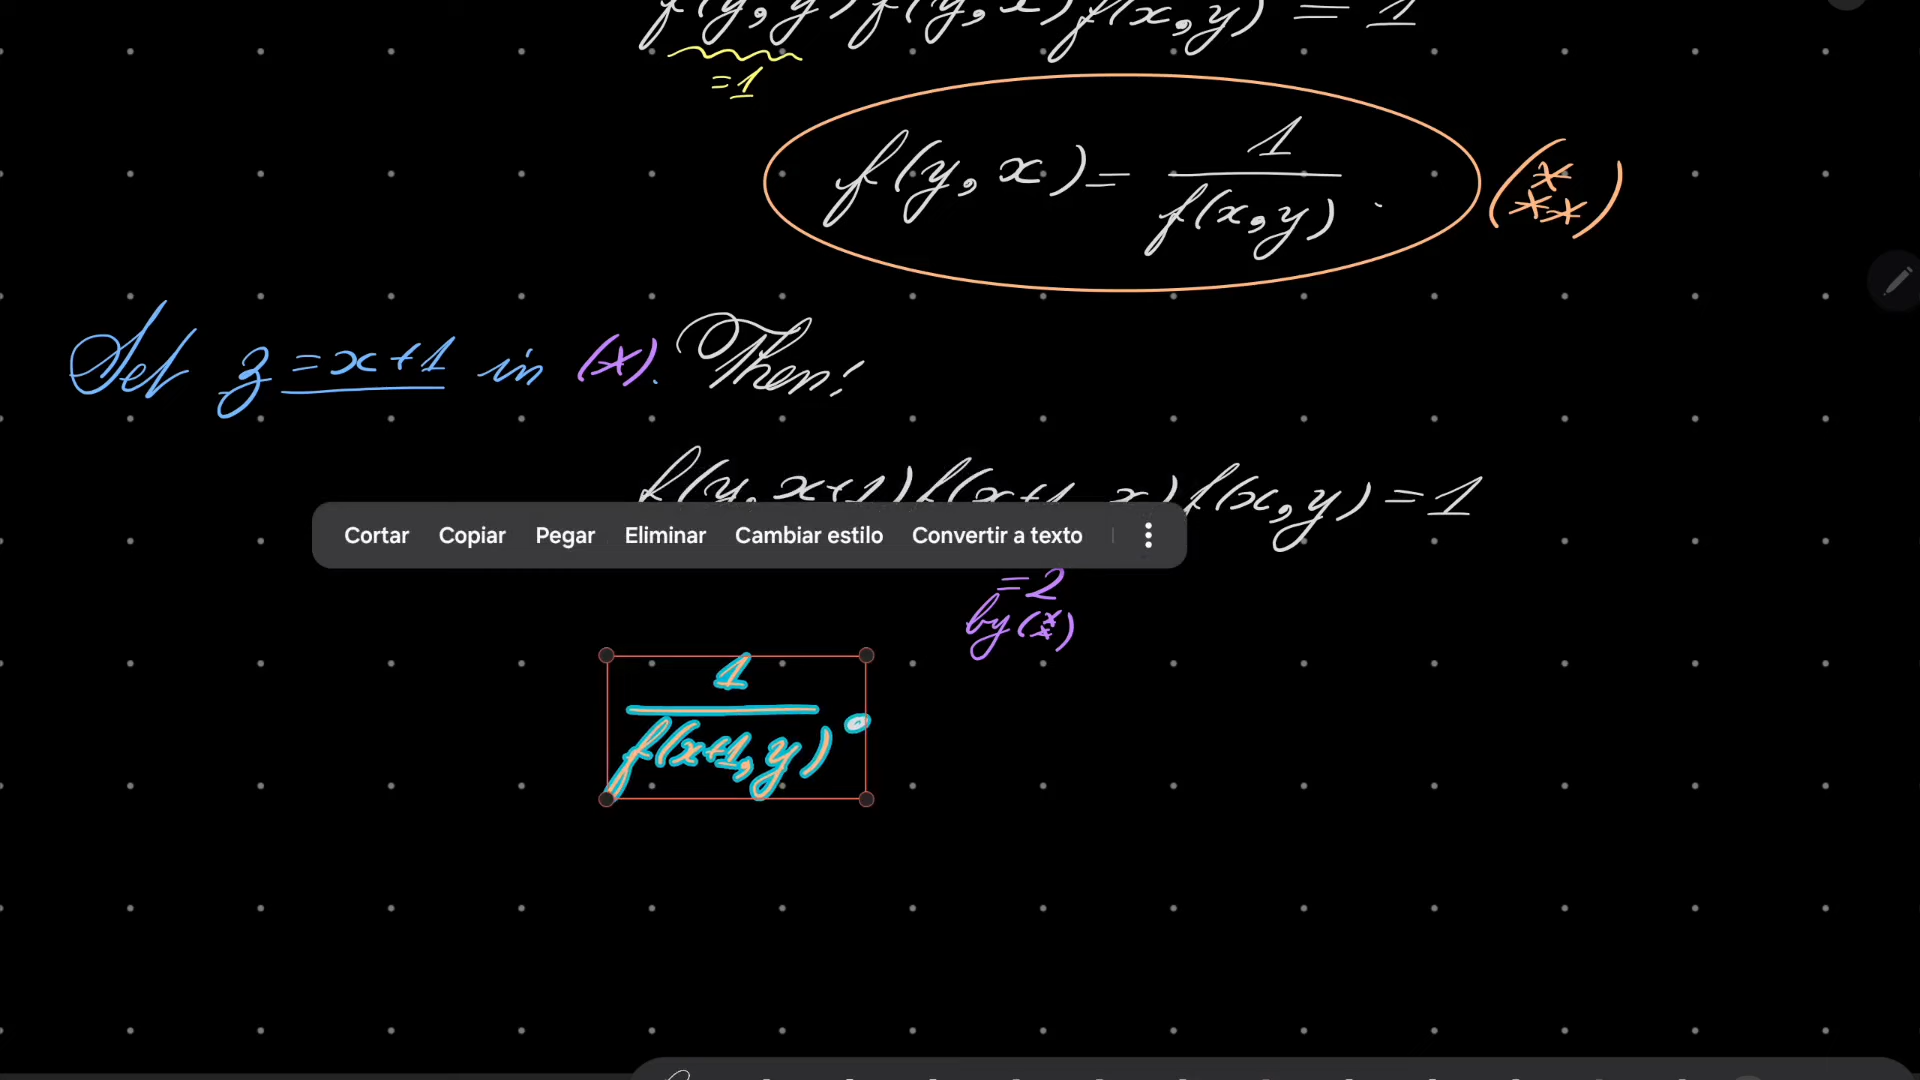 f(y,y)f(y,x)f(x,y) = 1
=1
f(y,x) = 1 / f(x,y) . (***)
Set z = x+1 in (*). Then:
f(y,x+1)f(x+1,x)f(x,y) = 1
Cortar Copiar Pegar Eliminar Cambiar estilo Convertir a texto
=2
by (**)
1 / f(x+1,y) .